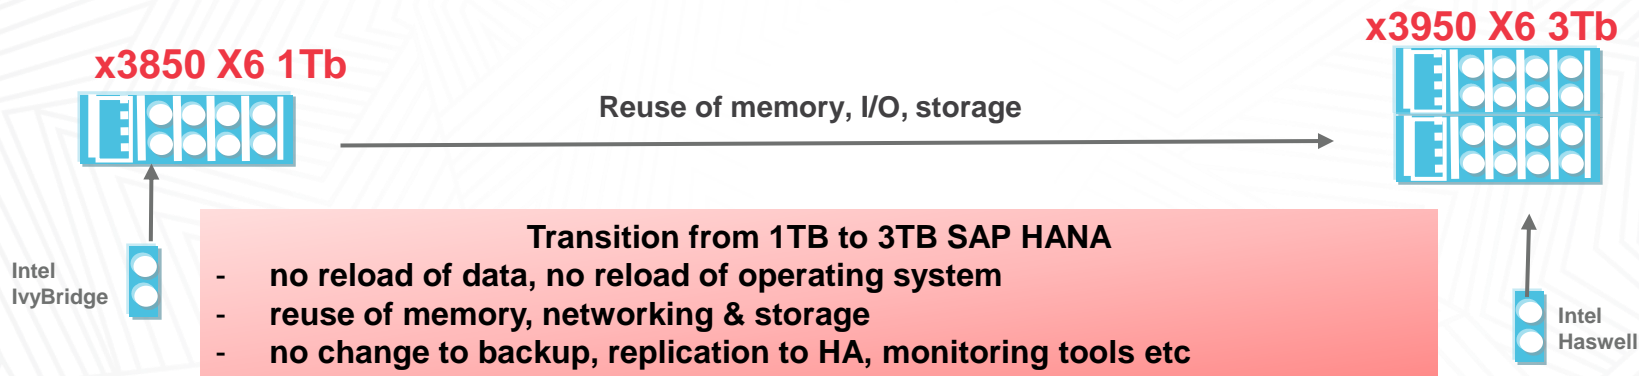 x3950 X6 3Tb
x3850 X6 1Tb
Reuse of memory, I/O, storage
Transition from 1TB to 3TB SAP HANA
- no reload of data, no reload of operating system
- reuse of memory, networking & storage
- no change to backup, replication to HA, monitoring tools etc
Intel
IvyBridge
Intel
Haswell